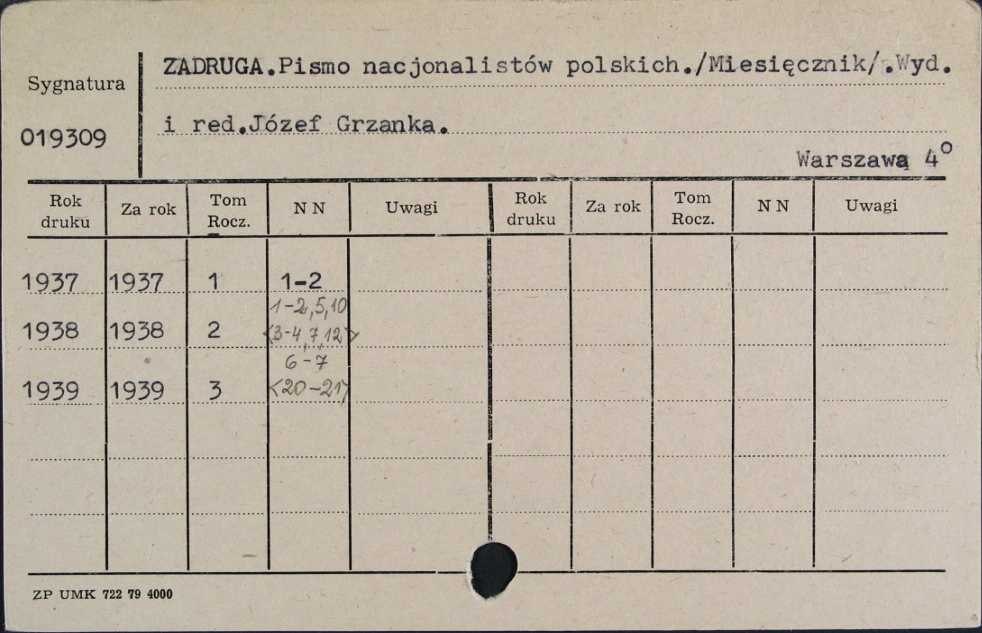 ZADRUGA.Pismo nacjonalistów polskich./Miesięcznik/.Wyd.
Sygnatura
i red.Józef Grzanka.
019309
Warszawa 4°
Rok druku Za rok Tom Rocz. NN Uwagi Rok druku Za rok Tom Rocz. NN Uwagi
1937 1937 1 1-2
1-2,5,10
1938 1938 2 <3-4,7,12>
6-7
1939 1939 3 <20-21>
ZP UMK 722 79 4000